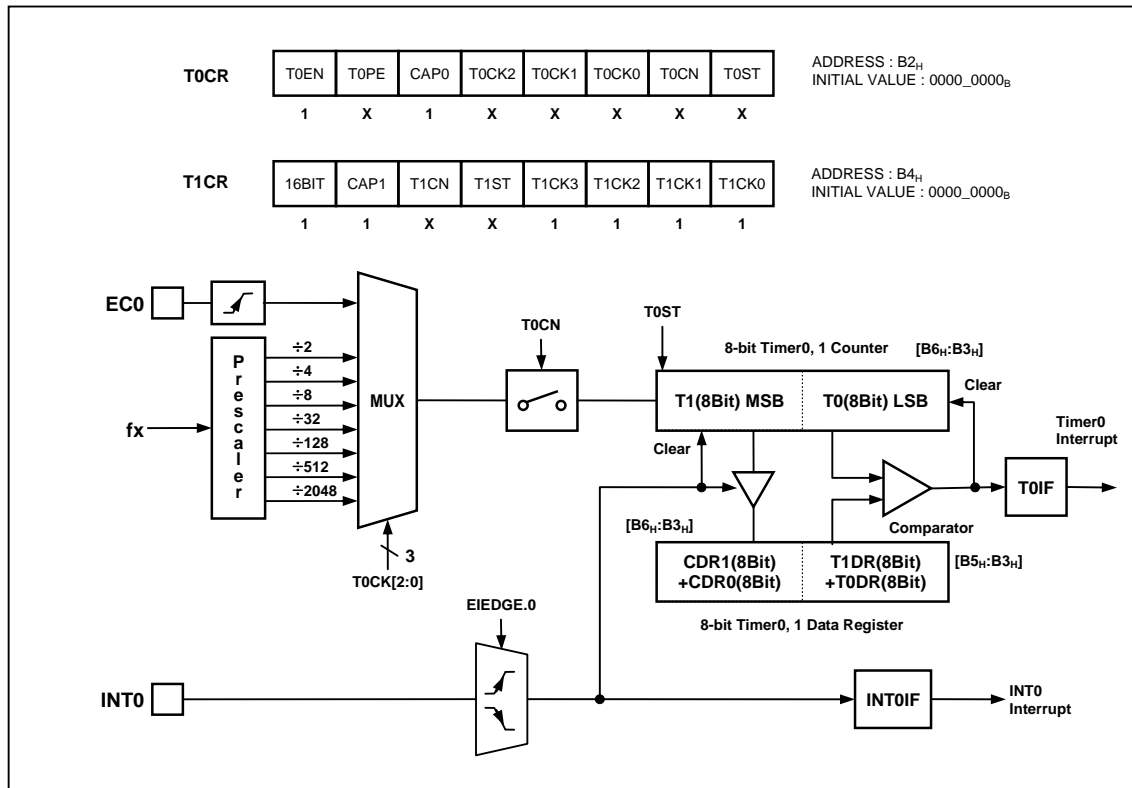 T0CR T0EN T0PE CAP0 T0CK2 T0CK1 T0CK0 T0CN T0ST
ADDRESS : B2H
INITIAL VALUE : 0000_0000B
1 X 1 X X X X X
T1CR 16BIT CAP1 T1CN T1ST T1CK3 T1CK2 T1CK1 T1CK0
ADDRESS : B4H
INITIAL VALUE : 0000_0000B
1 1 X X 1 1 1 1
EC0
fx
Prescaler
÷2
÷4
÷8
÷32
÷128
÷512
÷2048
MUX
3
T0CK[2:0]
T0CN
T0ST
8-bit Timer0, 1 Counter [B6H:B3H]
T1(8Bit) MSB
T0(8Bit) LSB
Clear
Clear
Comparator
T0IF
Timer0
Interrupt
[B6H:B3H]
CDR1(8Bit)
+CDR0(8Bit)
T1DR(8Bit)
+T0DR(8Bit)
[B5H:B3H]
8-bit Timer0, 1 Data Register
EIEDGE.0
INT0
INT0IF
INT0
Interrupt